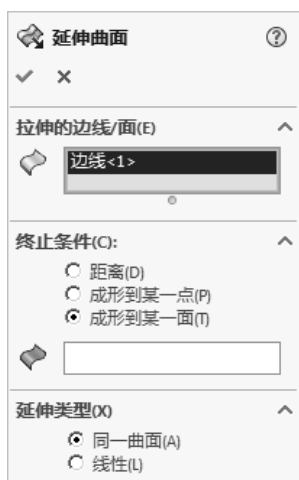 延伸曲面
拉伸的边线/面(E)
边线<1>
终止条件(C):
距离(D)
成形到某一点(P)
成形到某一面(T)
延伸类型(X)
同一曲面(A)
线性(L)